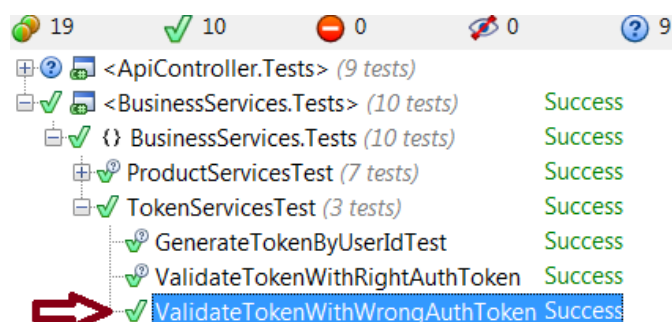 19 10 0 0 9
<ApiController.Tests> (9 tests)
<BusinessServices.Tests> (10 tests) Success
{} BusinessServices.Tests (10 tests) Success
ProductServicesTest (7 tests) Success
TokenServicesTest (3 tests) Success
GenerateTokenByUserIdTest Success
ValidateTokenWithRightAuthToken Success
ValidateTokenWithWrongAuthToken Success